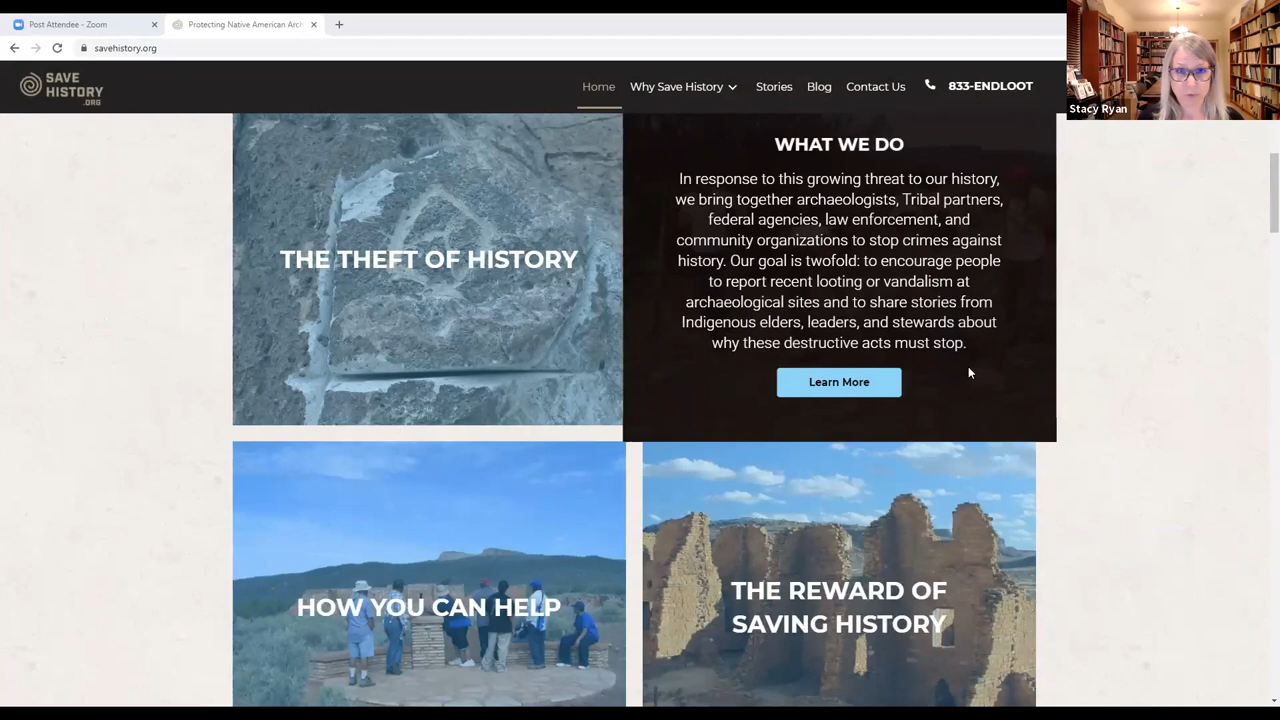 Post Attendee - Zoom
Protecting Native American Arch
savehistory.org
SAVE
HISTORY
.ORG
Home
Why Save History
Stories
Blog
Contact Us
833-ENDLOOT
Stacy Ryan
THE THEFT OF HISTORY
WHAT WE DO
In response to this growing threat to our history,
we bring together archaeologists, Tribal partners,
federal agencies, law enforcement, and
community organizations to stop crimes against
history. Our goal is twofold: to encourage people
to report recent looting or vandalism at
archaeological sites and to share stories from
Indigenous elders, leaders, and stewards about
why these destructive acts must stop.
Learn More
HOW YOU CAN HELP
THE REWARD OF
SAVING HISTORY